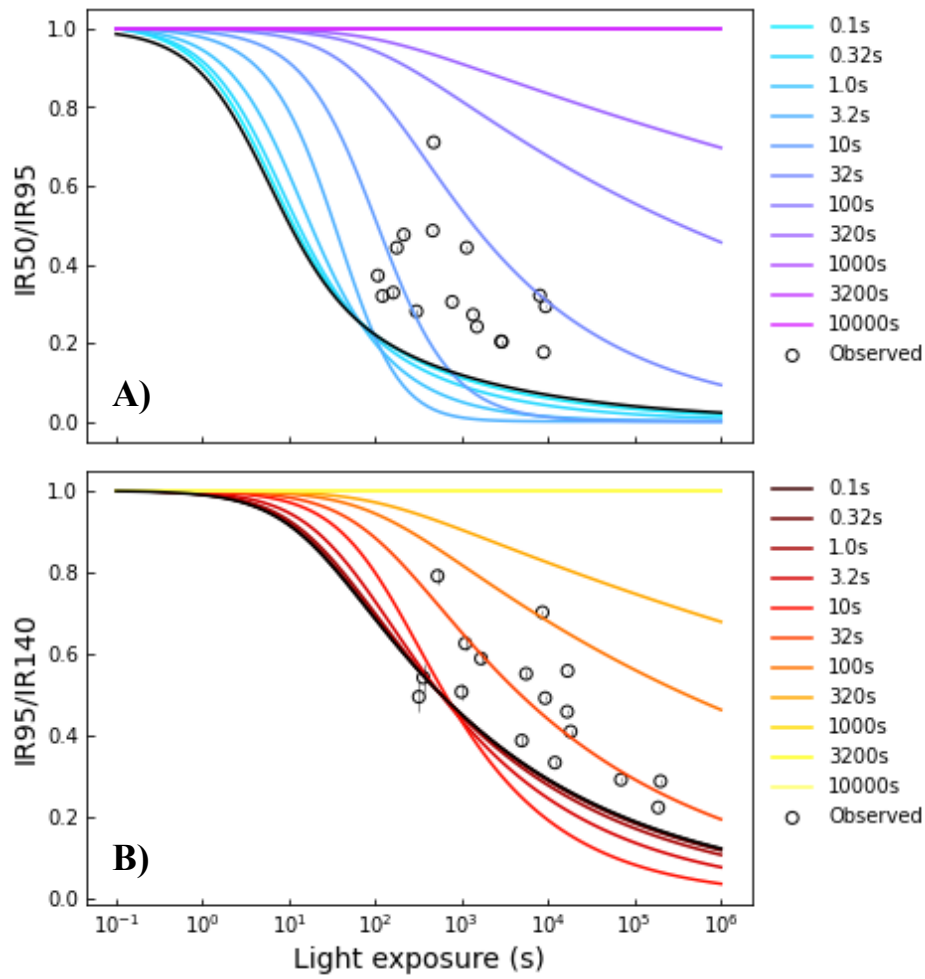 1.0
0.8
0.6
0.4
0.2
0.0
IR50/IR95
A)
0.1s
0.32s
1.0s
3.2s
10s
32s
100s
320s
1000s
3200s
10000s
Observed
1.0
0.8
0.6
0.4
0.2
0.0
IR95/IR140
B)
0.1s
0.32s
1.0s
3.2s
10s
32s
100s
320s
1000s
3200s
10000s
Observed
10⁻¹ 10⁰ 10¹ 10² 10³ 10⁴ 10⁵ 10⁶
Light exposure (s)